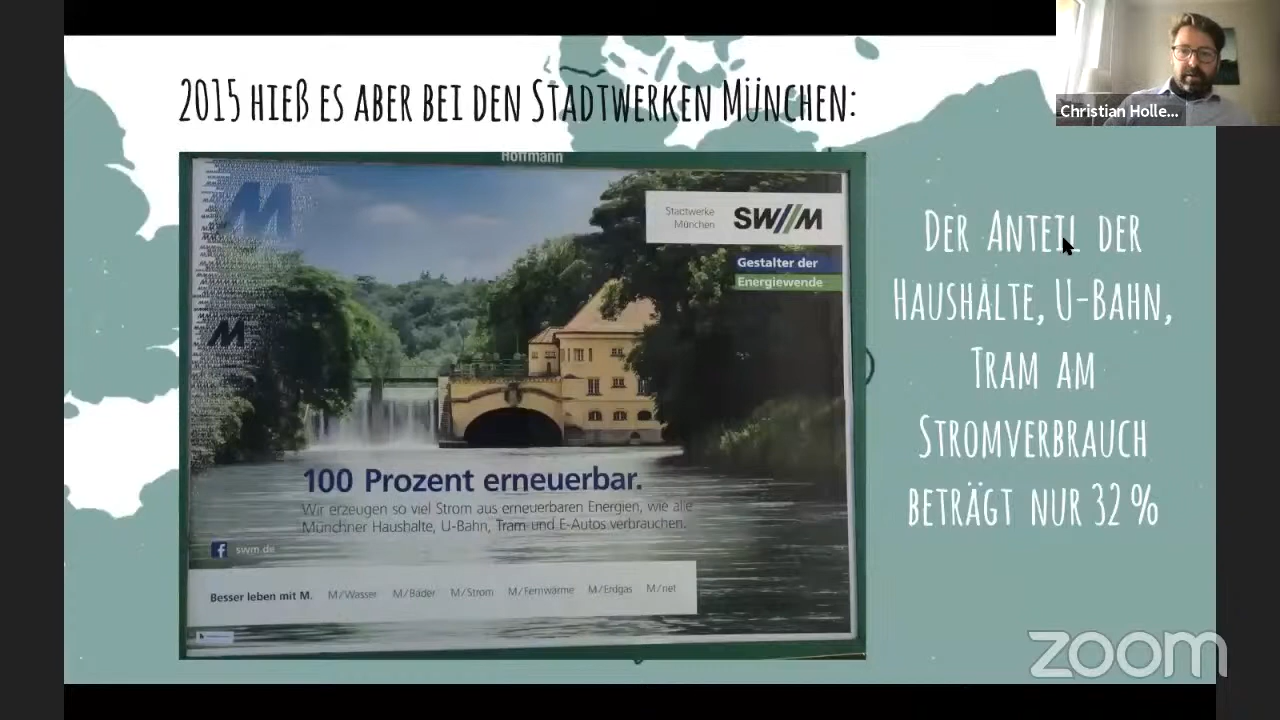 2015 hieß es aber bei den Stadtwerken München:
Christian Holle...
Hoffmann
M
M
Stadtwerke
München
SW//M
Gestalter der
Energiewende
100 Prozent erneuerbar.
Wir erzeugen so viel Strom aus erneuerbaren Energien, wie alle
Münchner Haushalte, U-Bahn, Tram und E-Autos verbrauchen.
f swm.de
Besser leben mit M. M/Wasser M/Bäder M/Strom M/Fernwärme M/Erdgas M/net
Der Anteil der
Haushalte, U-Bahn,
Tram am
Stromverbrauch
beträgt nur 32 %
zoom